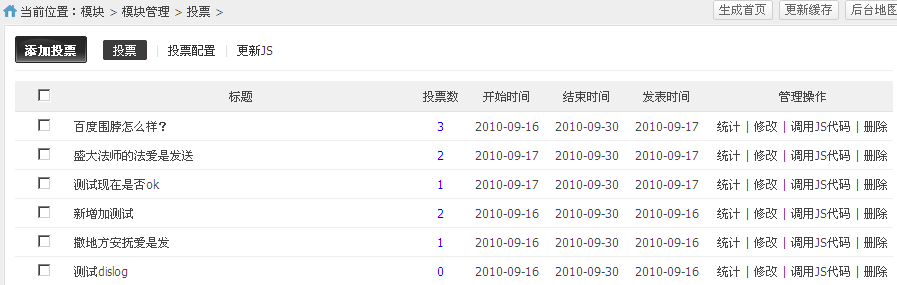 当前位置：模块 > 模块管理 > 投票 > 生成首页 更新缓存 后台地图
添加投票 投票 | 投票配置 | 更新JS
标题 投票数 开始时间 结束时间 发表时间 管理操作
百度围脖怎么样？ 3 2010-09-16 2010-09-30 2010-09-17 统计 | 修改 | 调用JS代码 | 删除
盛大法师的法爱是发送 2 2010-09-17 2010-09-30 2010-09-17 统计 | 修改 | 调用JS代码 | 删除
测试现在是否ok 1 2010-09-17 2010-09-30 2010-09-17 统计 | 修改 | 调用JS代码 | 删除
新增加测试 2 2010-09-16 2010-09-30 2010-09-16 统计 | 修改 | 调用JS代码 | 删除
撒地方安抚爱是发 1 2010-09-16 2010-09-30 2010-09-16 统计 | 修改 | 调用JS代码 | 删除
测试dislog 0 2010-09-16 2010-09-30 2010-09-16 统计 | 修改 | 调用JS代码 | 删除